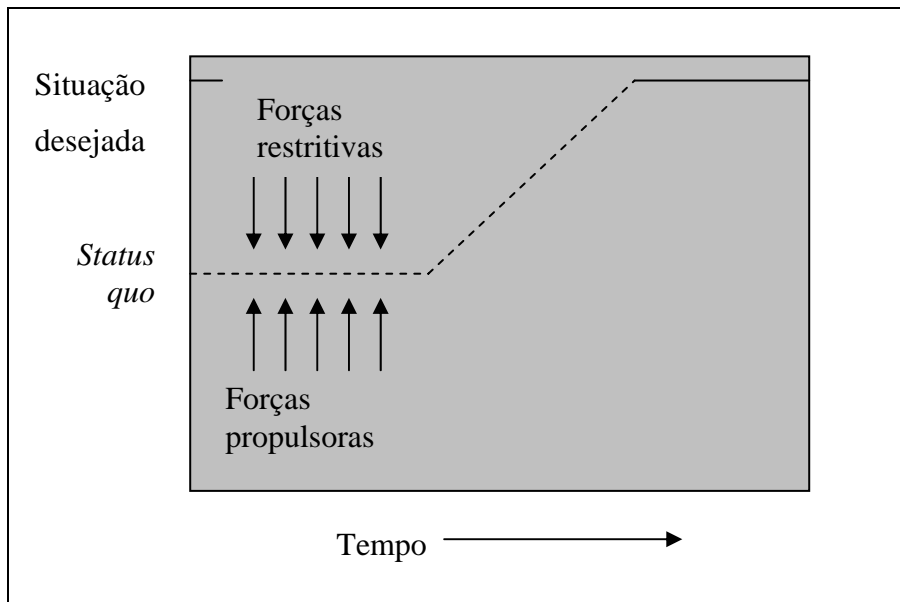 Situação
desejada
Forças
restritivas
Status
quo
Forças
propulsoras
Tempo